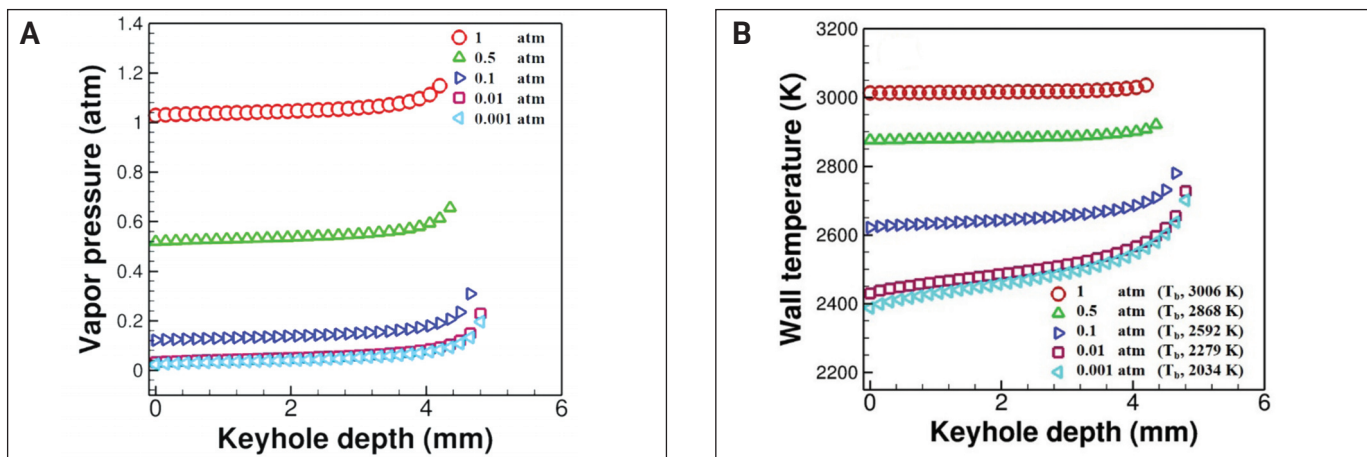 A
Vapor pressure (atm)
1.4
1.2
1
0.8
0.6
0.4
0.2
0
1 atm
0.5 atm
0.1 atm
0.01 atm
0.001 atm
0 2 4 6
Keyhole depth (mm)
B
Wall temperature (K)
3200
3000
2800
2600
2400
2200
1 atm (Tb, 3006 K)
0.5 atm (Tb, 2868 K)
0.1 atm (Tb, 2592 K)
0.01 atm (Tb, 2279 K)
0.001 atm (Tb, 2034 K)
0 2 4 6
Keyhole depth (mm)